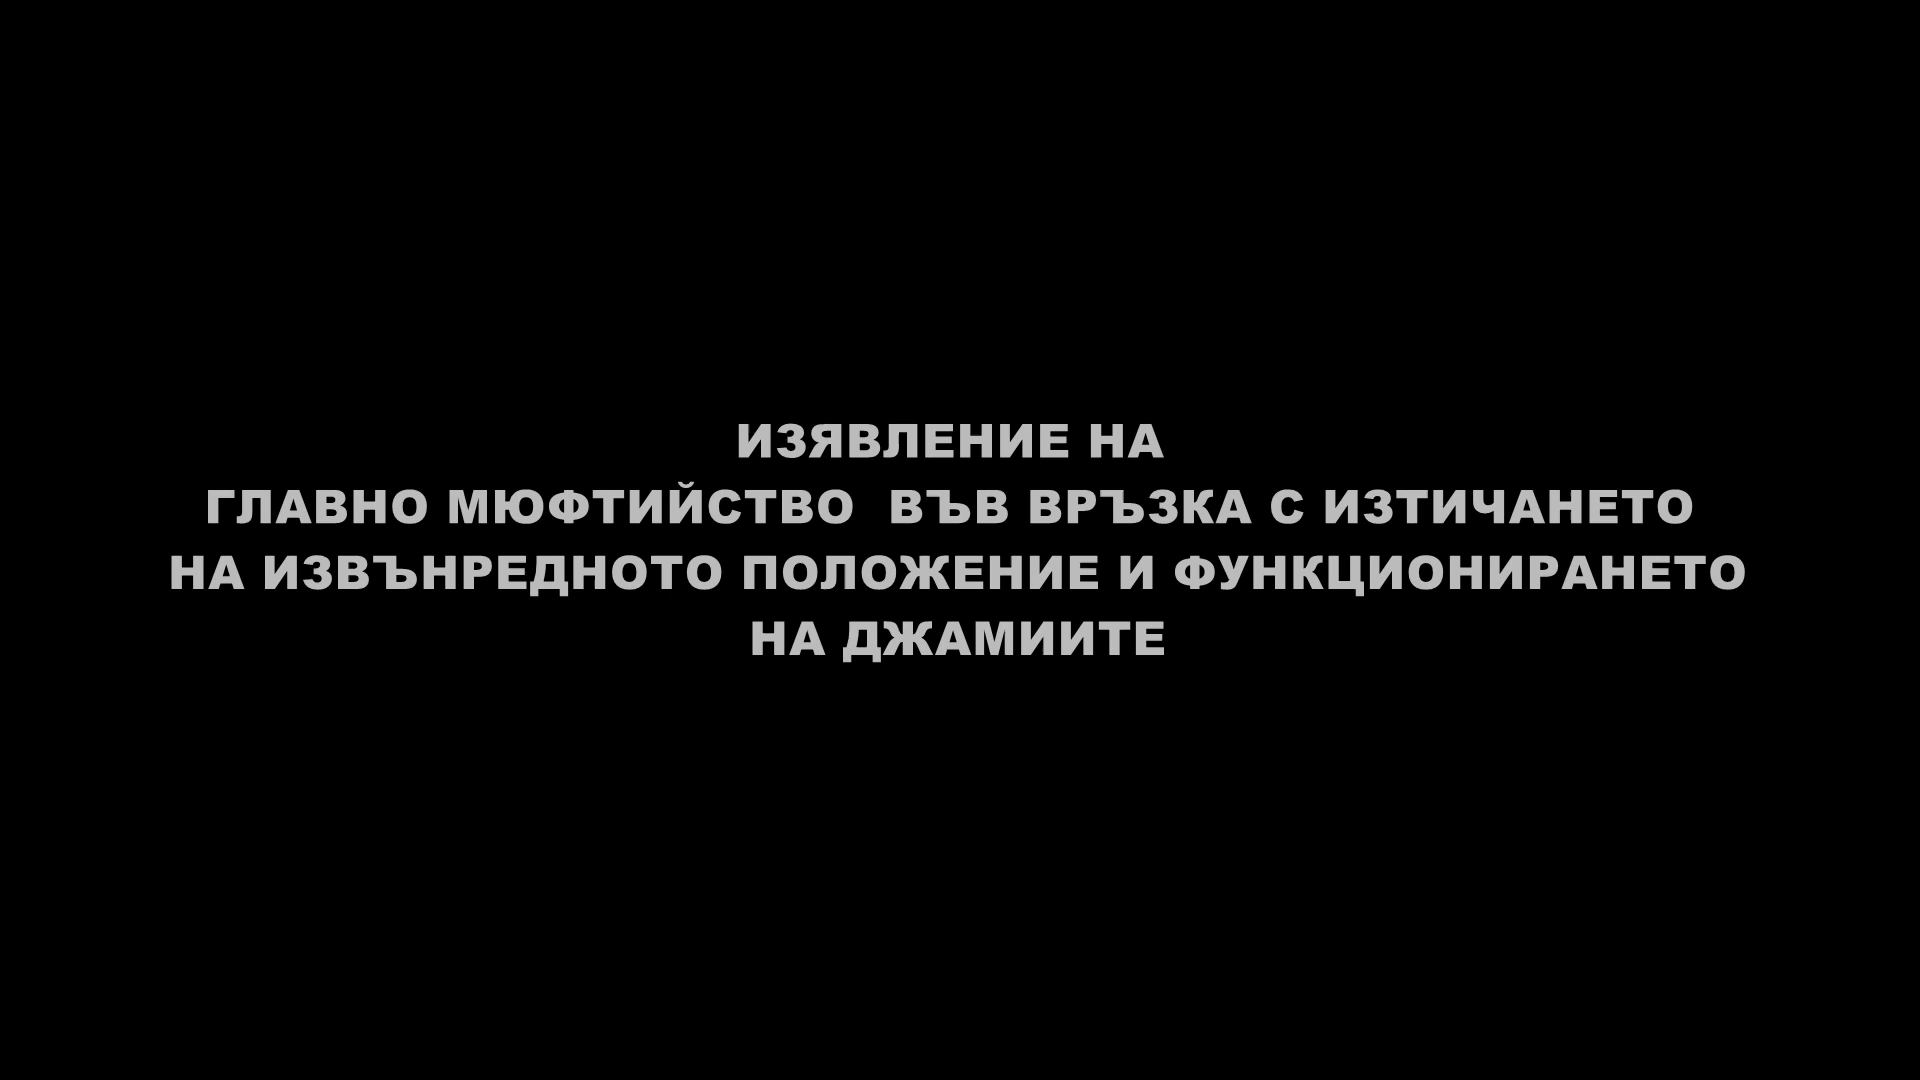 ИЗЯВЛЕНИЕ НА
ГЛАВНО МЮФТИЙСТВО  ВЪВ ВРЪЗКА С ИЗТИЧАНЕТО
НА ИЗВЪНРЕДНОТО ПОЛОЖЕНИЕ И ФУНКЦИОНИРАНЕТО
НА ДЖАМИИТЕ